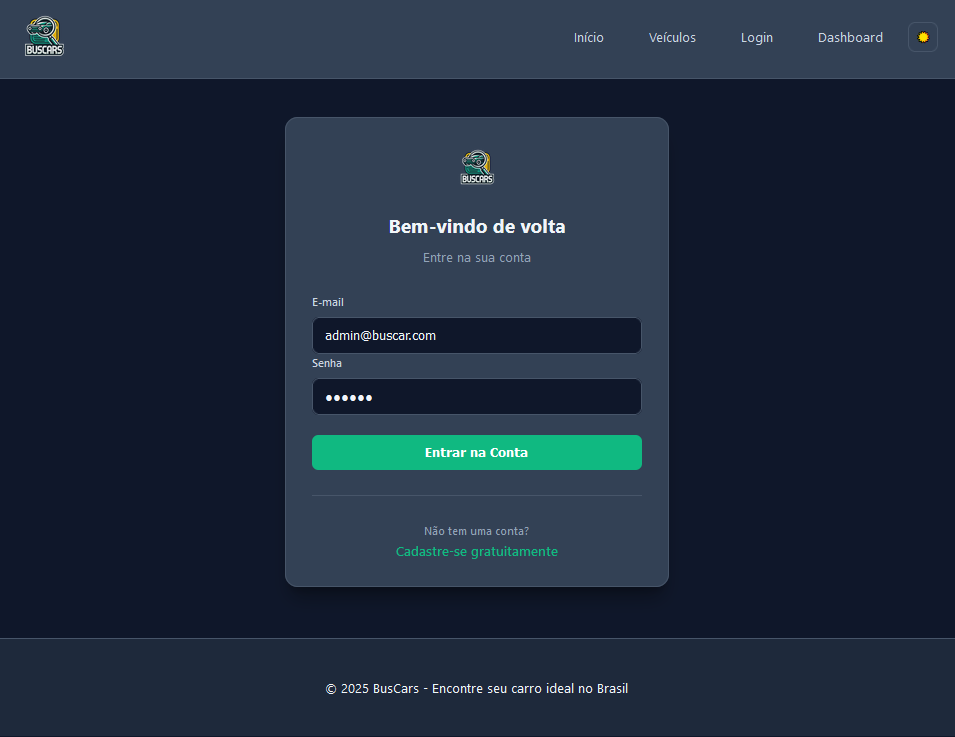 BUSCARS
Início Veículos Login Dashboard
BUSCARS
Bem-vindo de volta
Entre na sua conta
E-mail
admin@buscar.com
Senha
●●●●●●
Entrar na Conta
Não tem uma conta?
Cadastre-se gratuitamente
© 2025 BusCars - Encontre seu carro ideal no Brasil